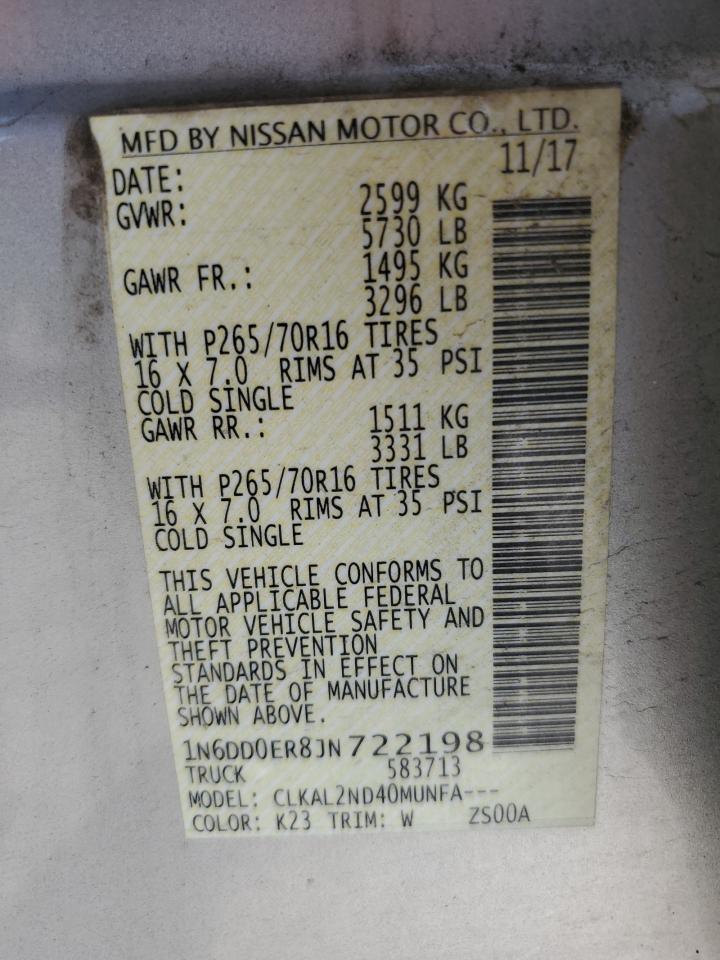 MFD BY NISSAN MOTOR CO., LTD.
DATE: 11/17
GVWR: 2599 KG
5730 LB
GAWR FR.: 1495 KG
3296 LB
WITH P265/70R16 TIRES
16 X 7.0 RIMS AT 35 PSI
COLD SINGLE
GAWR RR.: 1511 KG
3331 LB
WITH P265/70R16 TIRES
16 X 7.0 RIMS AT 35 PSI
COLD SINGLE
THIS VEHICLE CONFORMS TO
ALL APPLICABLE FEDERAL
MOTOR VEHICLE SAFETY AND
THEFT PREVENTION
STANDARDS IN EFFECT ON
THE DATE OF MANUFACTURE
SHOWN ABOVE.
1N6DD0ER8JN722198
TRUCK 583713
MODEL: CLKAL2ND40MUNFA---
COLOR: K23 TRIM: W ZS00A